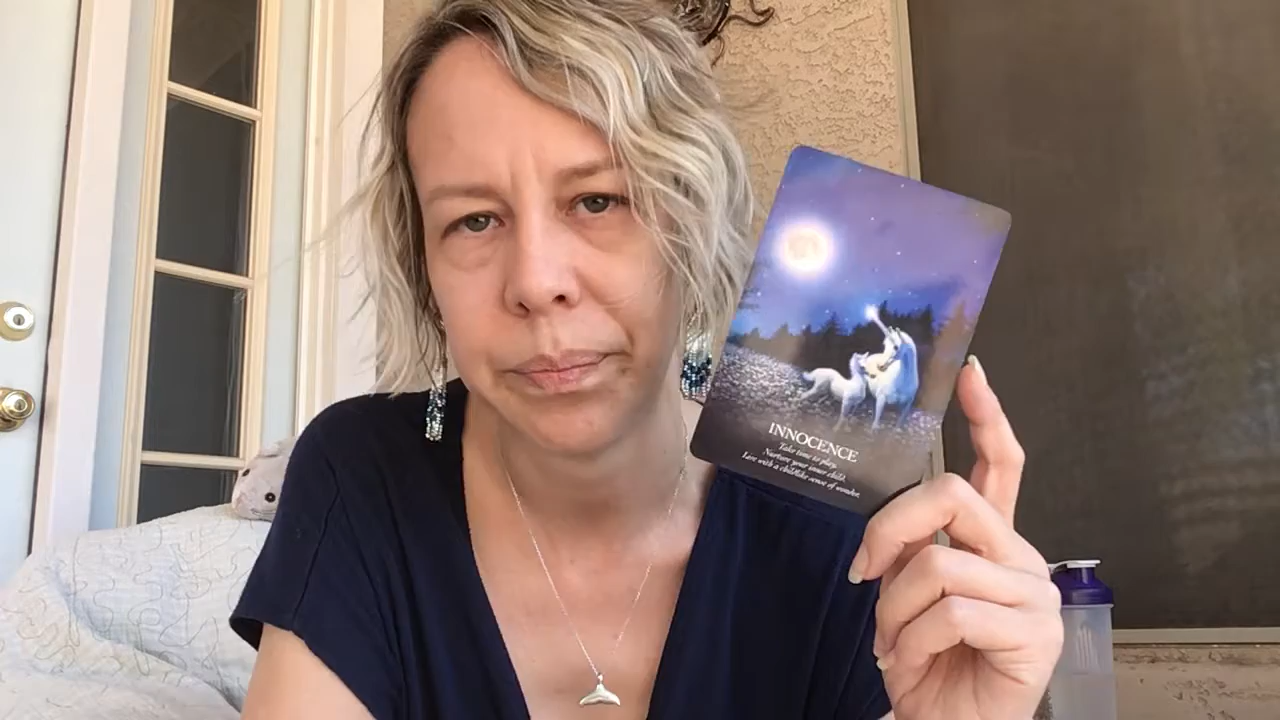 INNOCENCE
Take time to play.
Nurture your inner child.
Live with a childlike sense of wonder.